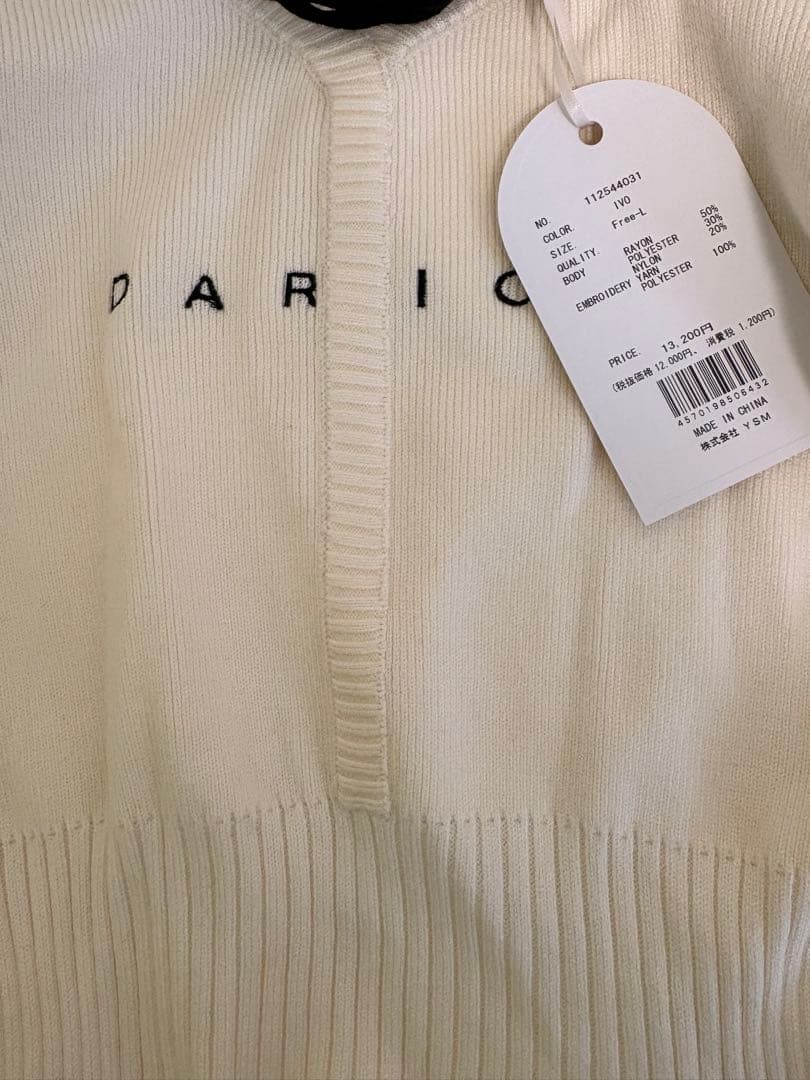 DARIC
NO. 112544031
COLOR. IVO
SIZE. Free-L
QUALITY.
BODY RAYON 50%
POLYESTER 30%
NYLON 20%
EMBROIDERY YARN
POLYESTER 100%
PRICE. 13,200円
(税抜価格 12,000円、 消費税 1,200円)
4570198506432
MADE IN CHINA
株式会社 YSM